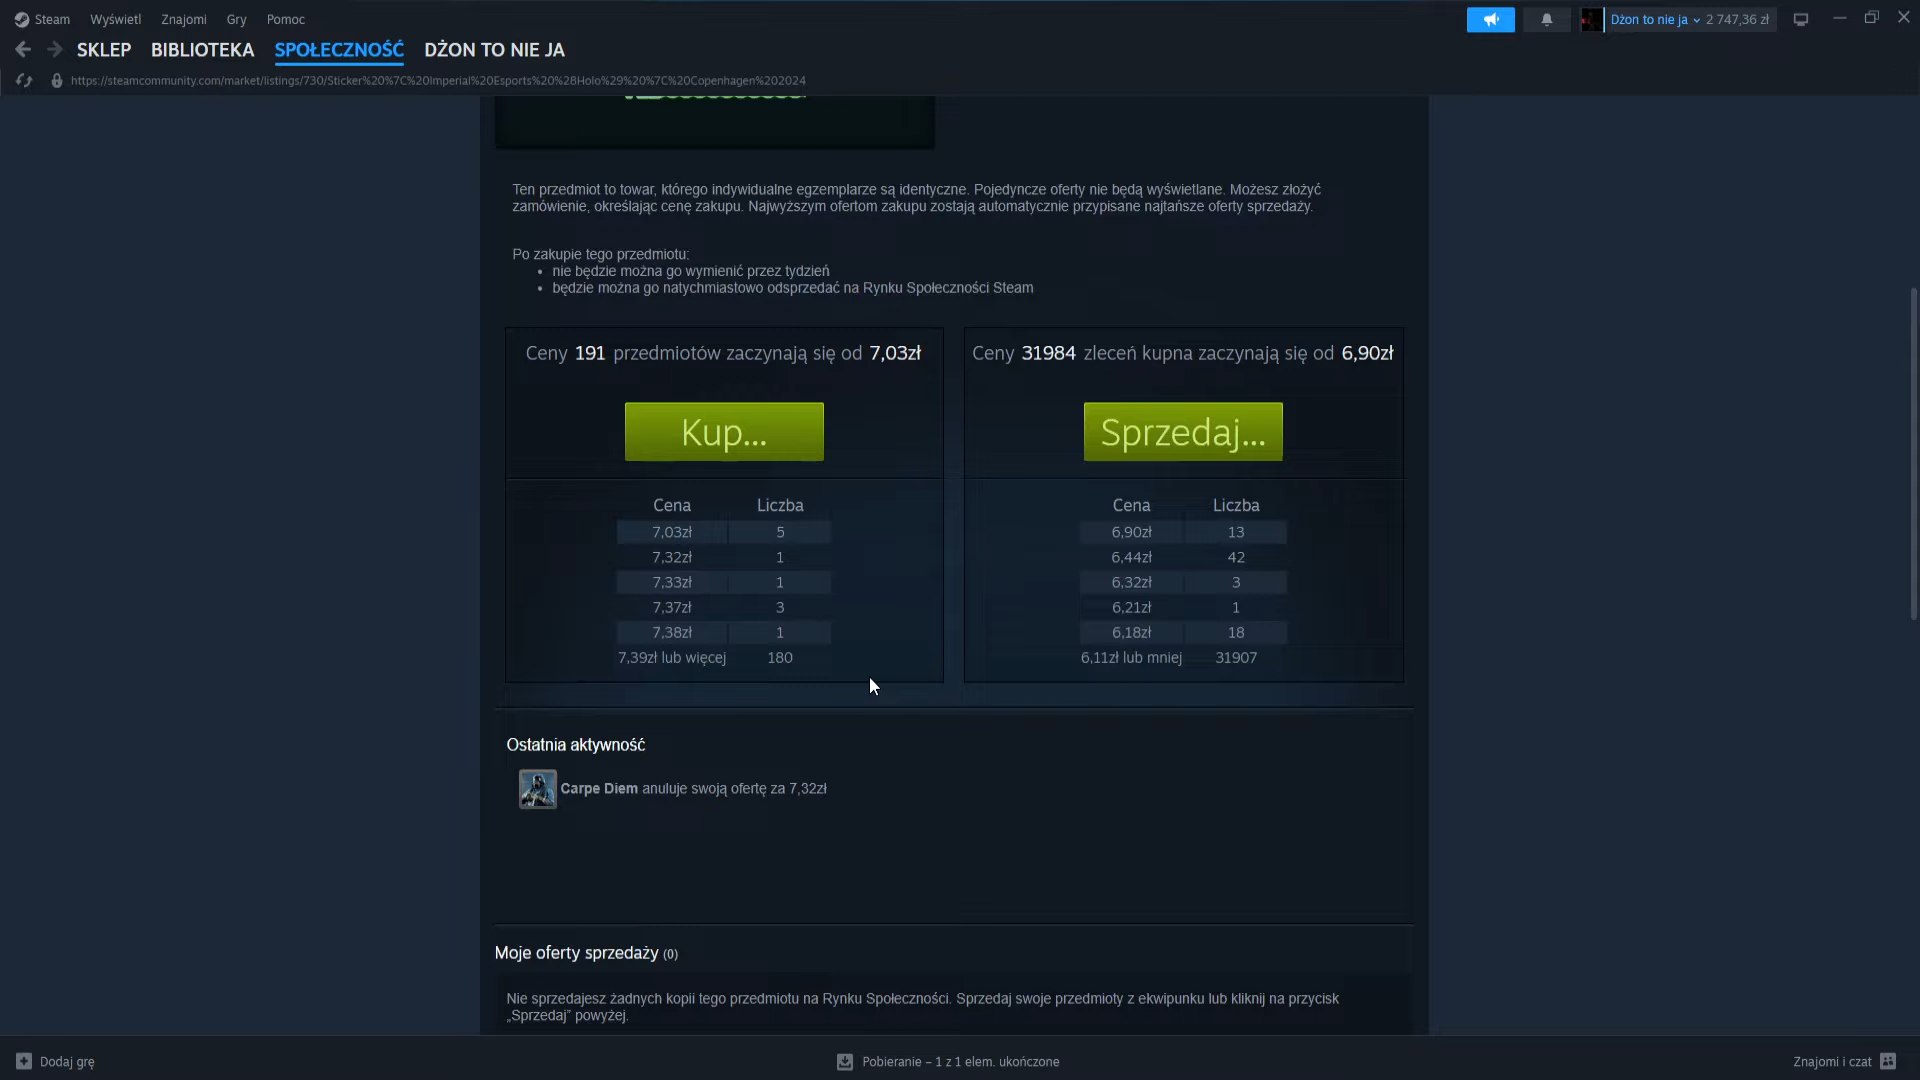 Steam Wyświetl Znajomi Gry Pomoc
Dżon to nie ja 2 747,36 zł
SKLEP BIBLIOTEKA SPOŁECZNOŚĆ DŻON TO NIE JA
https://steamcommunity.com/market/listings/730/Sticker%20%7C%20Imperial%20Esports%20%28Holo%29%20%7C%20Copenhagen%202024
Ten przedmiot to towar, którego indywidualne egzemplarze są identyczne. Pojedyncze oferty nie będą wyświetlane. Możesz złożyć
zamówienie, określając cenę zakupu. Najwyższym ofertom zakupu zostają automatycznie przypisane najtańsze oferty sprzedaży.
Po zakupie tego przedmiotu:
• nie będzie można go wymienić przez tydzień
• będzie można go natychmiastowo odsprzedać na Rynku Społeczności Steam
Ceny 191 przedmiotów zaczynają się od 7,03zł
Kup...
Cena Liczba
7,03zł 5
7,32zł 1
7,33zł 1
7,37zł 3
7,38zł 1
7,39zł lub więcej 180
Ceny 31984 zleceń kupna zaczynają się od 6,90zł
Sprzedaj...
Cena Liczba
6,90zł 13
6,44zł 42
6,32zł 3
6,21zł 1
6,18zł 18
6,11zł lub mniej 31907
Ostatnia aktywność
Carpe Diem anuluje swoją ofertę za 7,32zł
Moje oferty sprzedaży (0)
Nie sprzedajesz żadnych kopii tego przedmiotu na Rynku Społeczności. Sprzedaj swoje przedmioty z ekwipunku lub kliknij na przycisk
„Sprzedaj” powyżej.
Dodaj grę
Pobieranie – 1 z 1 elem. ukończone
Znajomi i czat